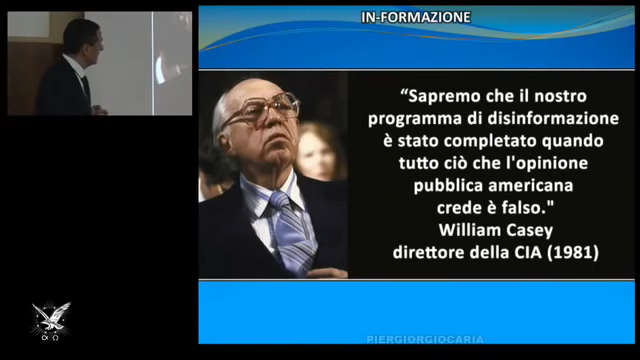 IN-FORMAZIONE
“Sapremo che il nostro
programma di disinformazione
è stato completato quando
tutto ciò che l'opinione
pubblica americana
crede è falso."
William Casey
direttore della CIA (1981)
PIERGIORGIOCARIA
α Ω